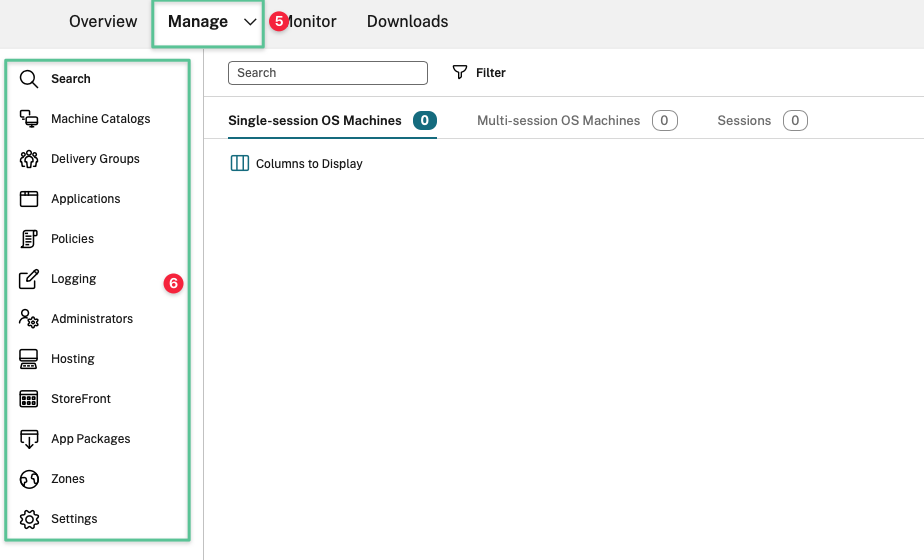 Overview Manage 5 Monitor Downloads
Search
Machine Catalogs
Delivery Groups
Applications
Policies
Logging 6
Administrators
Hosting
StoreFront
App Packages
Zones
Settings
Search Filter
Single-session OS Machines 0 Multi-session OS Machines 0 Sessions 0
Columns to Display